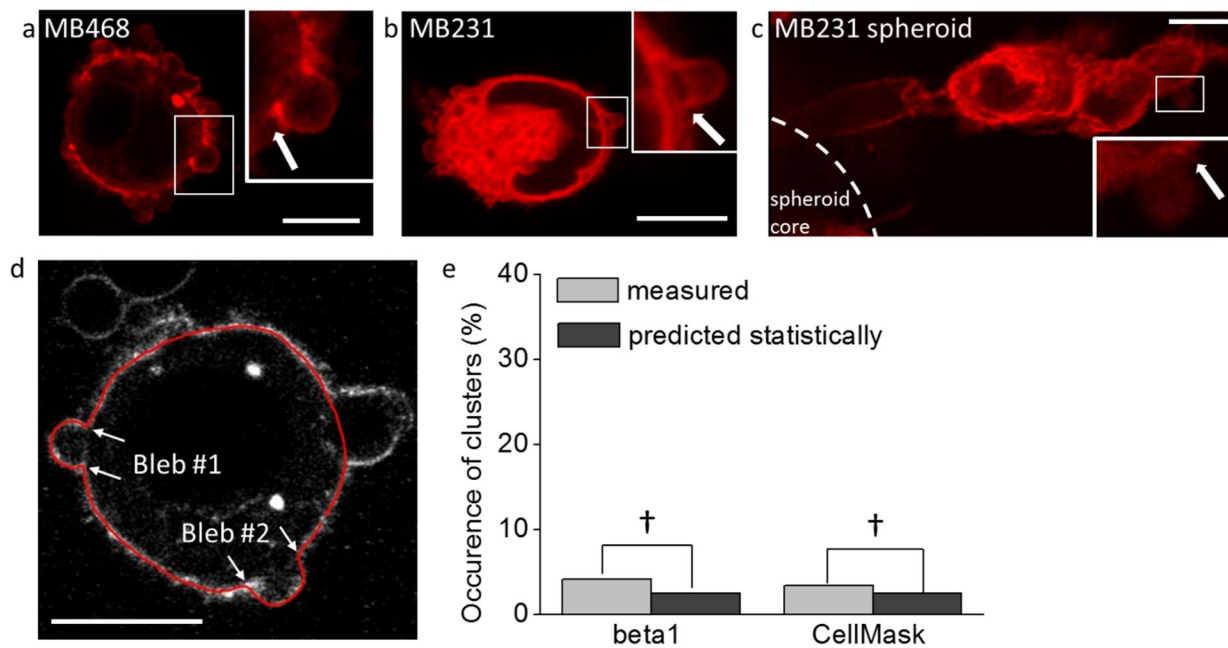 a MB468
b MB231
c MB231 spheroid
spheroid
core
d
Bleb #1
Bleb #2
e
40
30
20
10
0
Occurence of clusters (%)
measured
predicted statistically
†
†
beta1
CellMask